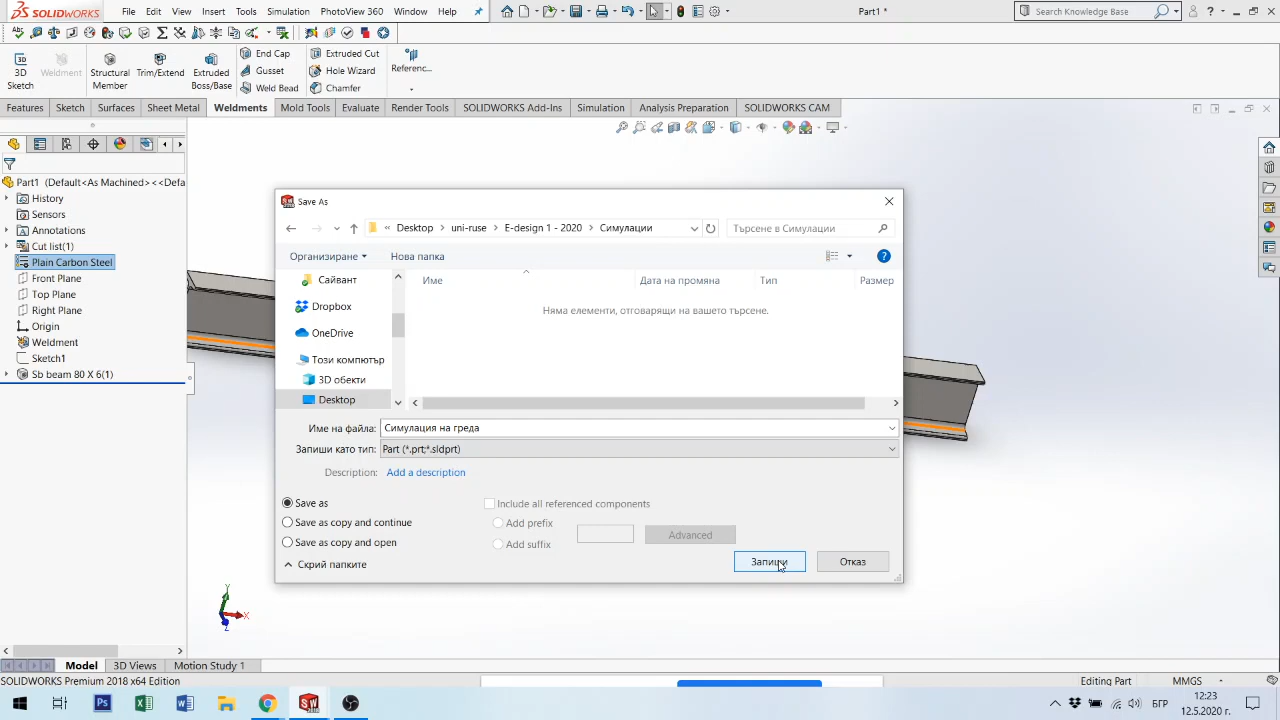 SOLIDWORKS File Edit View Insert Tools Simulation PhotoView 360 Window Help Part1 * Search Knowledge Base
3D Sketch
Weldment
Structural Member
Trim/Extend
Extruded Boss/Base
End Cap
Gusset
Weld Bead
Extruded Cut
Hole Wizard
Chamfer
Referenc...
Features Sketch Surfaces Sheet Metal Weldments Mold Tools Evaluate Render Tools SOLIDWORKS Add-Ins Simulation Analysis Preparation SOLIDWORKS CAM
Part1 (Default<As Machined><<Defa
History
Sensors
Annotations
Cut list(1)
Plain Carbon Steel
Front Plane
Top Plane
Right Plane
Origin
Weldment
Sketch1
Sb beam 80 X 6(1)
Save As
« Desktop > uni-ruse > E-design 1 - 2020 > Симулации
Търсене в Симулации
Организиране Нова папка
Сайвант
Dropbox
OneDrive
Този компютър
3D обекти
Desktop
Име Дата на промяна Тип Размер
Няма елементи, отговарящи на вашето търсене.
Име на файла: Симулация на греда
Запиши като тип: Part (*.prt;*.sldprt)
Description: Add a description
Save as
Save as copy and continue
Save as copy and open
Include all referenced components
Add prefix
Add suffix
Advanced
Скрий папките
Запиши Отказ
Y
X
Z
Model 3D Views Motion Study 1
SOLIDWORKS Premium 2018 x64 Edition Editing Part MMGS
БГР
12:23
12.5.2020 г.